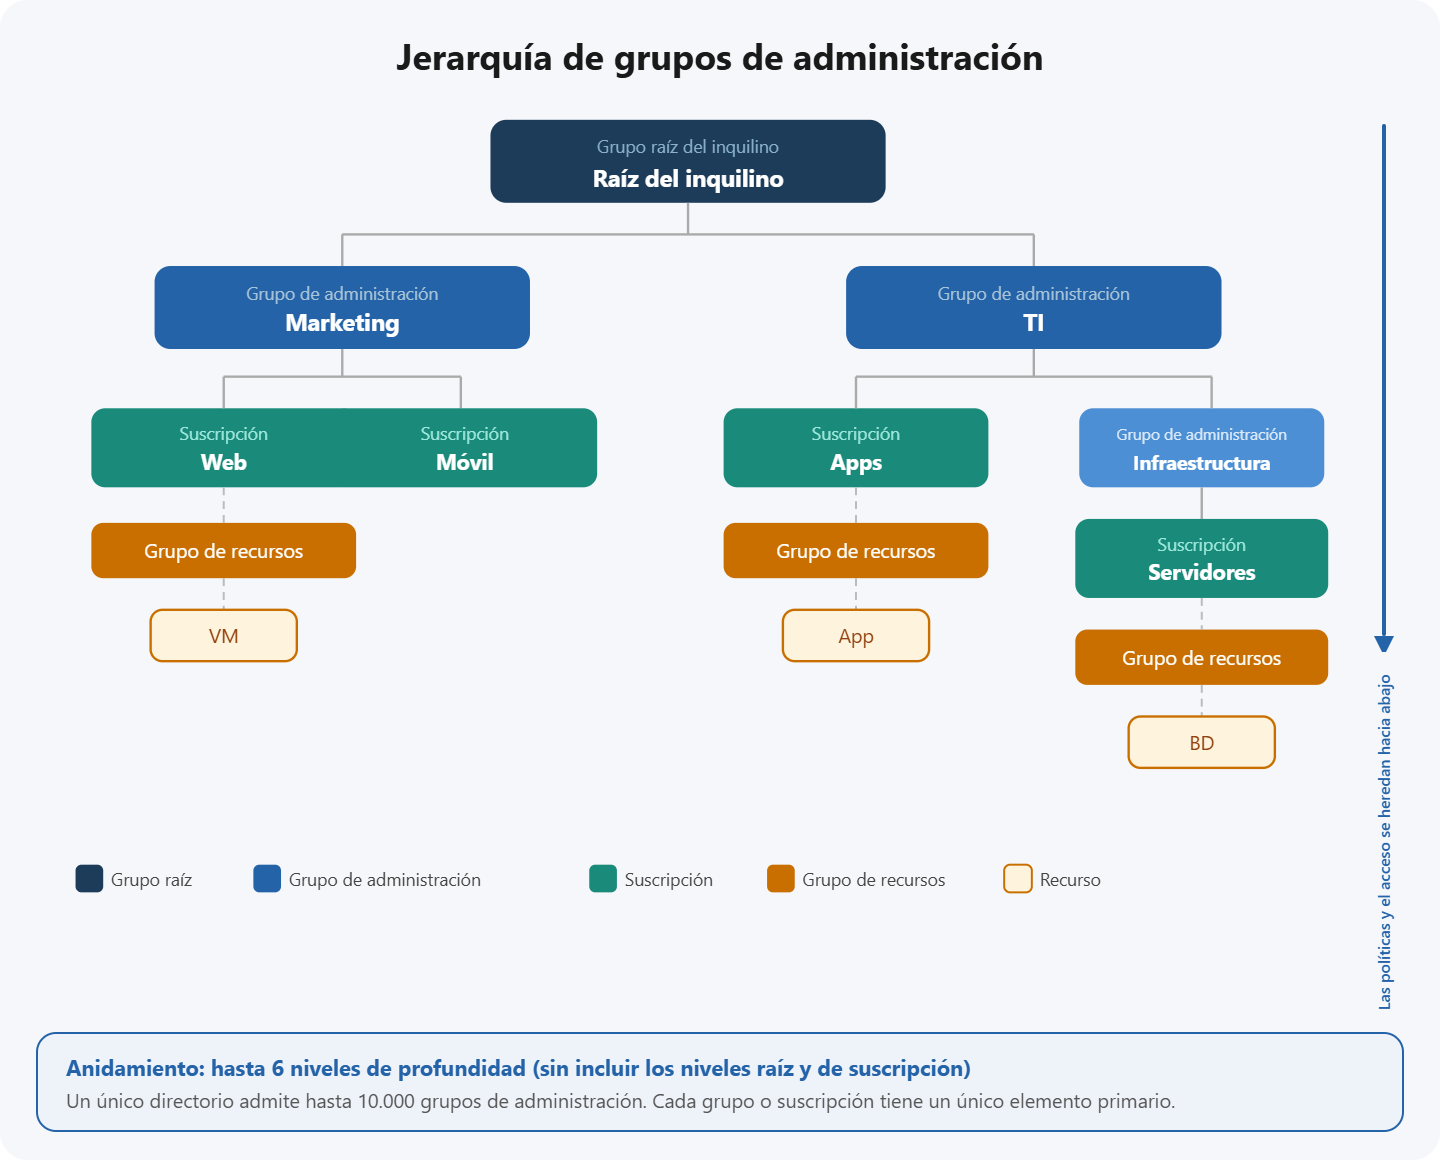 Jerarquía de grupos de administración
Grupo raíz del inquilino
Raíz del inquilino
Grupo de administración
Marketing
Grupo de administración
TI
Suscripción
Web
Suscripción
Móvil
Suscripción
Apps
Grupo de administración
Infraestructura
Grupo de recursos
Grupo de recursos
Suscripción
Servidores
VM
App
Grupo de recursos
BD
Las políticas y el acceso se heredan hacia abajo
Grupo raíz
Grupo de administración
Suscripción
Grupo de recursos
Recurso
Anidamiento: hasta 6 niveles de profundidad (sin incluir los niveles raíz y de suscripción)
Un único directorio admite hasta 10.000 grupos de administración. Cada grupo o suscripción tiene un único elemento primario.